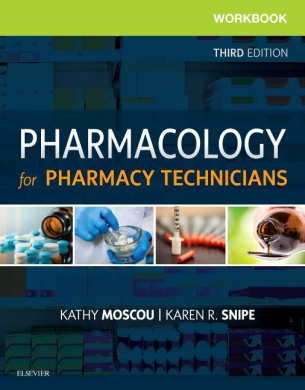 WORKBOOK
THIRD EDITION
PHARMACOLOGY
for PHARMACY TECHNICIANS
KATHY MOSCOU | KAREN R. SNIPE
ELSEVIER